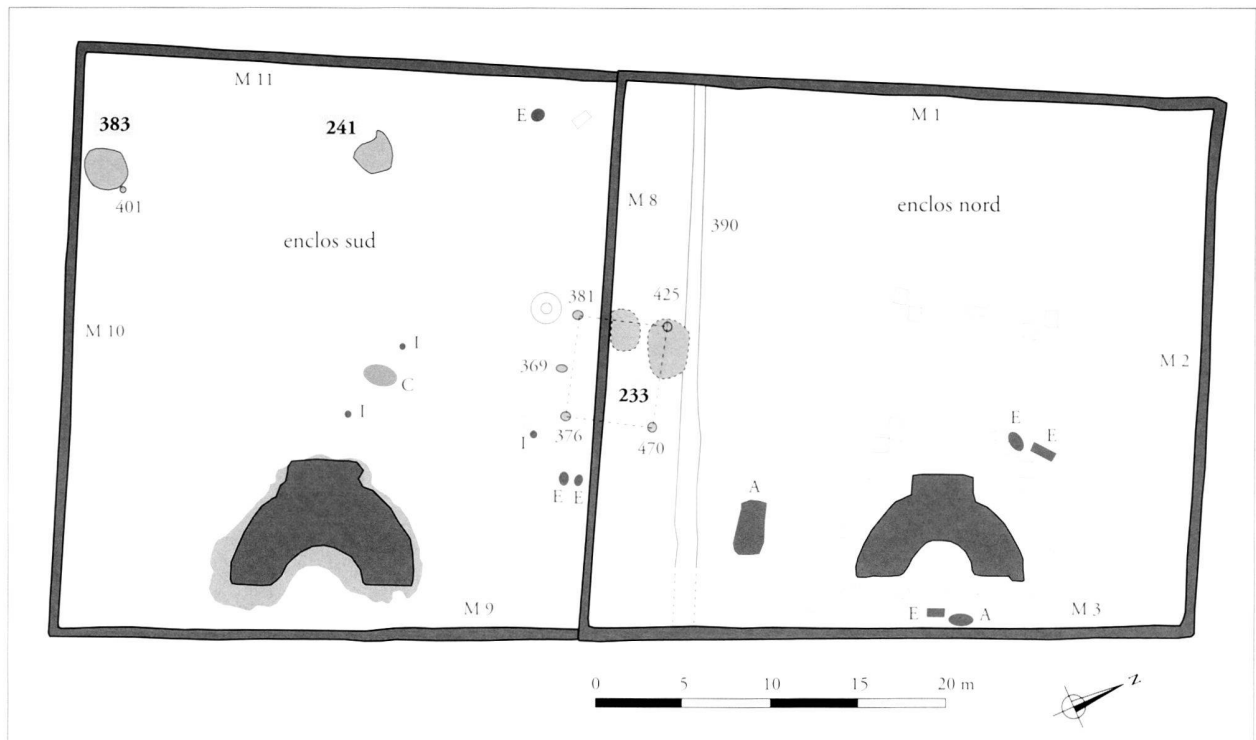 M 11
M 1
383
241
E
401
M 8
390
enclos nord
enclos sud
381
425
M 10
I
369
C
M 2
233
I
I
376
470
E
E
E
E
A
M 9
E
A
M 3
0
5
10
15
20 m
N